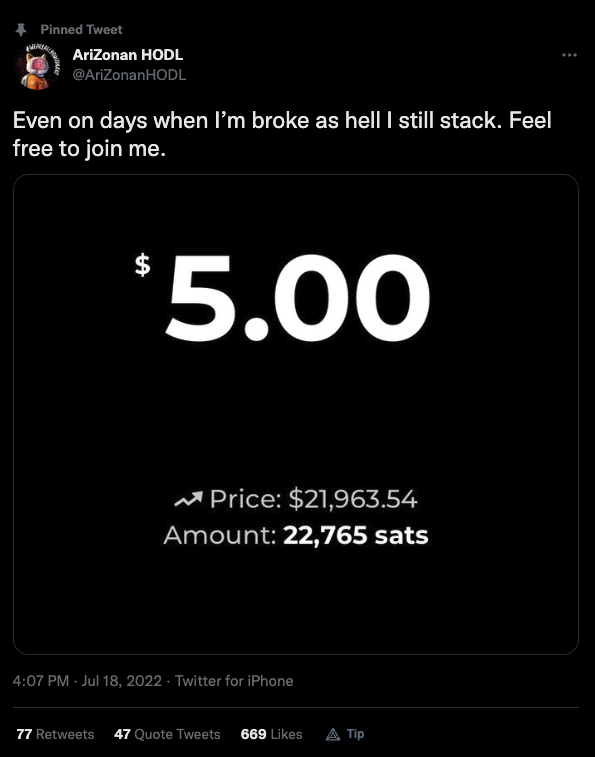 Pinned Tweet
AriZonan HODL
@AriZonanHODL
Even on days when I’m broke as hell I still stack. Feel
free to join me.
$5.00
Price: $21,963.54
Amount: 22,765 sats
4:07 PM · Jul 18, 2022 · Twitter for iPhone
77 Retweets 47 Quote Tweets 669 Likes Tip